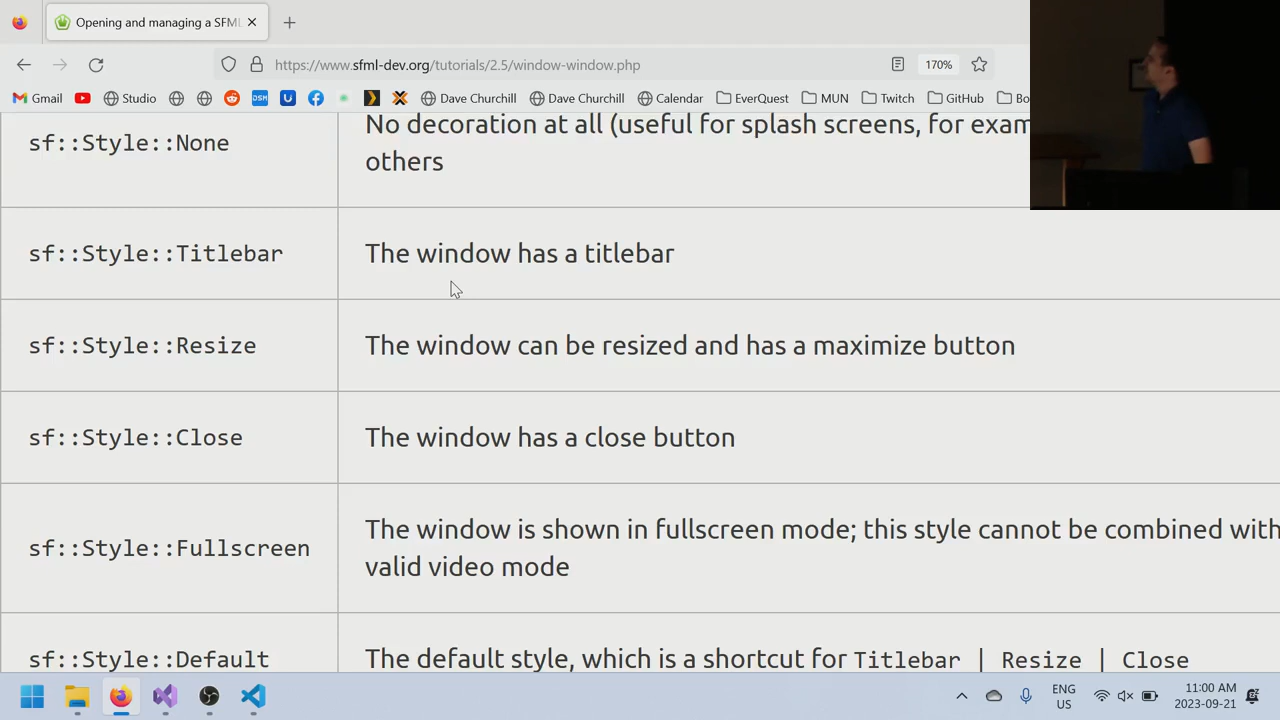 Opening and managing a SFML
https://www.sfml-dev.org/tutorials/2.5/window-window.php
170%
Gmail
Studio
DSM
Dave Churchill
Dave Churchill
Calendar
EverQuest
MUN
Twitch
GitHub
Bo
sf::Style::None
No decoration at all (useful for splash screens, for exam
others
sf::Style::Titlebar
The window has a titlebar
sf::Style::Resize
The window can be resized and has a maximize button
sf::Style::Close
The window has a close button
sf::Style::Fullscreen
The window is shown in fullscreen mode; this style cannot be combined with
valid video mode
sf::Style::Default
The default style, which is a shortcut for Titlebar | Resize | Close
ENG
US
11:00 AM
2023-09-21